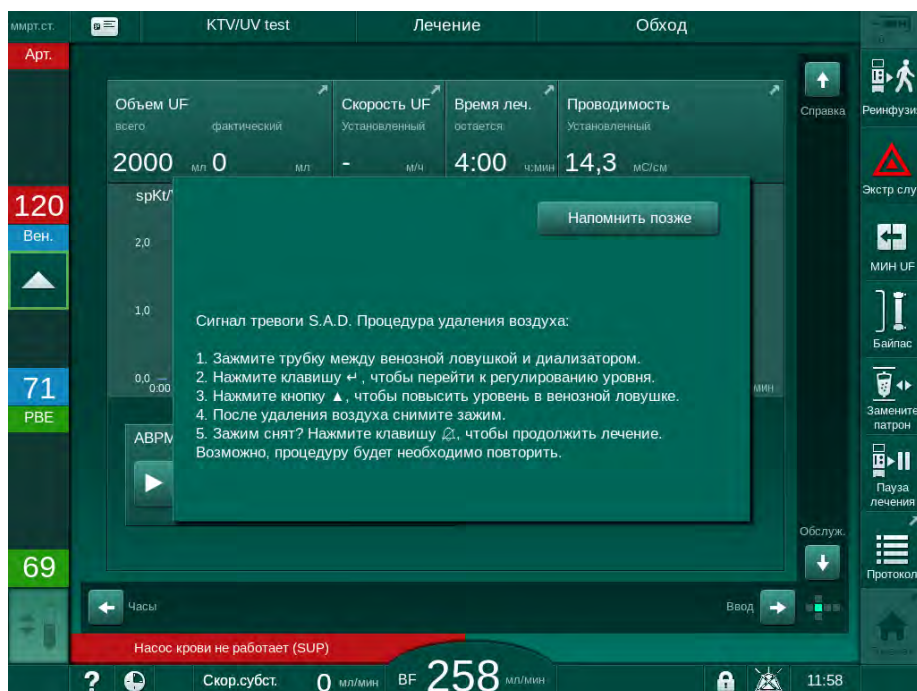 ммрт.ст.
KTV/UV test
Лечение
Обход
Арт.
120
Вен.
71
PBE
69
Объем UF
всего
фактический
2000 мл 0 мл
Скорость UF
Установленный
- м/ч
Время леч.
остается
4:00 ч:мин
Проводимость
Установленный
14,3 мС/см
spKt/
2,0
1,0
0,0
0:00
мин
Напомнить позже
Сигнал тревоги S.A.D. Процедура удаления воздуха:
1. Зажмите трубку между венозной ловушкой и диализатором.
2. Нажмите клавишу ↵, чтобы перейти к регулированию уровня.
3. Нажмите кнопку ▲, чтобы повысить уровень в венозной ловушке.
4. После удаления воздуха снимите зажим.
5. Зажим снят? Нажмите клавишу 🔕, чтобы продолжить лечение.
Возможно, процедуру будет необходимо повторить.
Справка
Обслуж.
Часы
Ввод
Насос крови не работает (SUP)
? Скор.субст. 0 мл/мин BF 258 мл/мин 11:58
Реинфузи
Экстр слу
МИН UF
Байпас
Замените
патрон
Пауза
лечения
Протокол